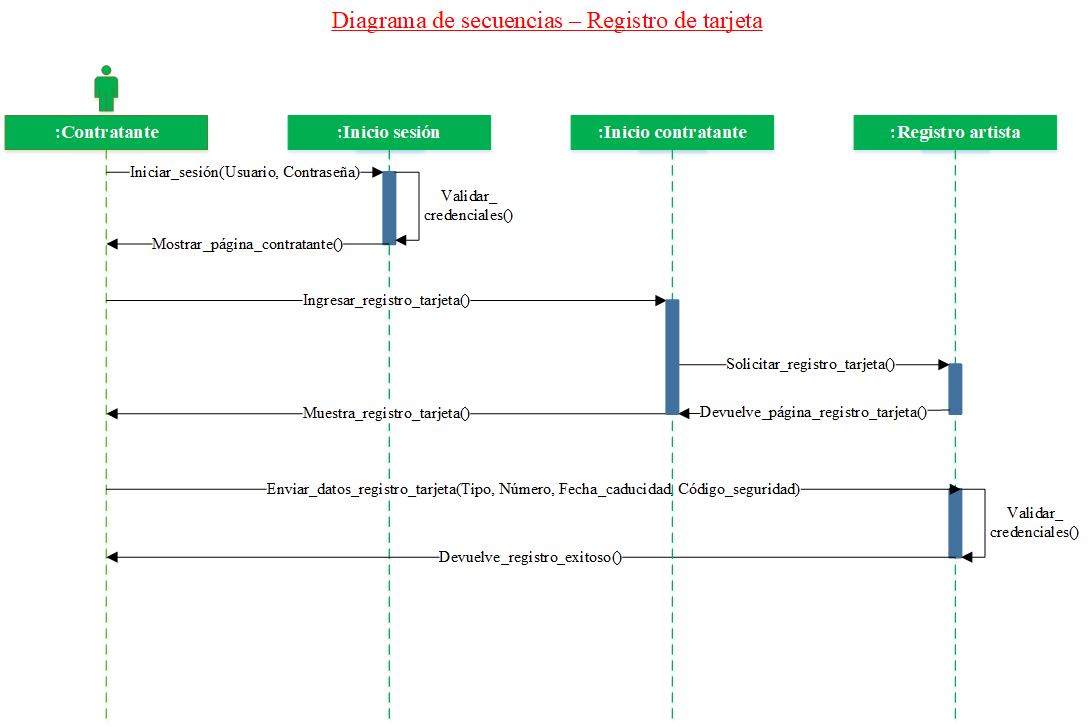 Diagrama de secuencias – Registro de tarjeta
:Contratante
:Inicio sesión
:Inicio contratante
:Registro artista
Iniciar_sesión(Usuario, Contraseña)
Validar_
credenciales()
Mostrar_página_contratante()
Ingresar_registro_tarjeta()
Solicitar_registro_tarjeta()
Muestra_registro_tarjeta()
Devuelve_página_registro_tarjeta()
Enviar_datos_registro_tarjeta(Tipo, Número, Fecha_caducidad, Código_seguridad)
Validar_
credenciales()
Devuelve_registro_exitoso()